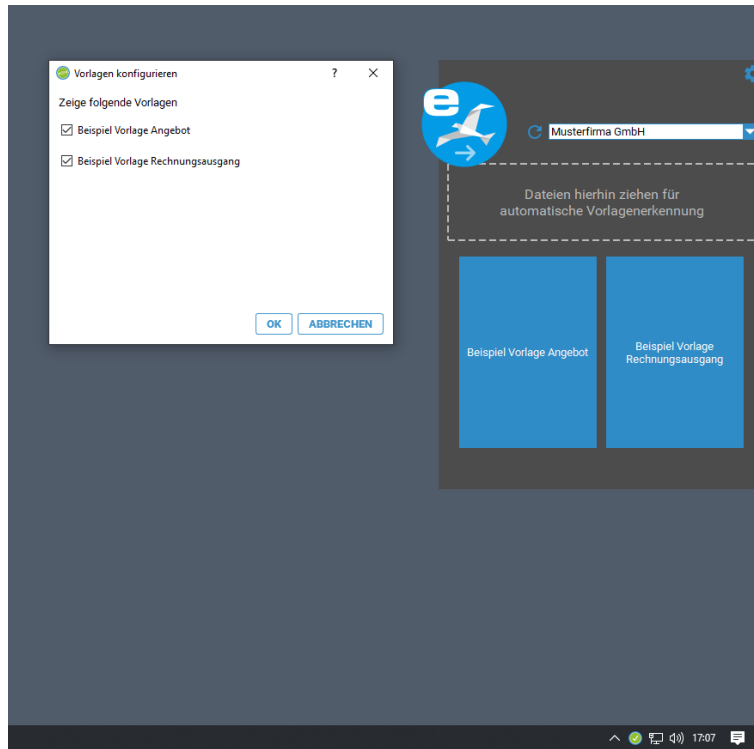 Vorlagen konfigurieren
?
Zeige folgende Vorlagen
Beispiel Vorlage Angebot
Beispiel Vorlage Rechnungsausgang
OK
ABBRECHEN
e
Musterfirma GmbH
Dateien hierhin ziehen für
automatische Vorlagenerkennung
Beispiel Vorlage Angebot
Beispiel Vorlage
Rechnungsausgang
17:07